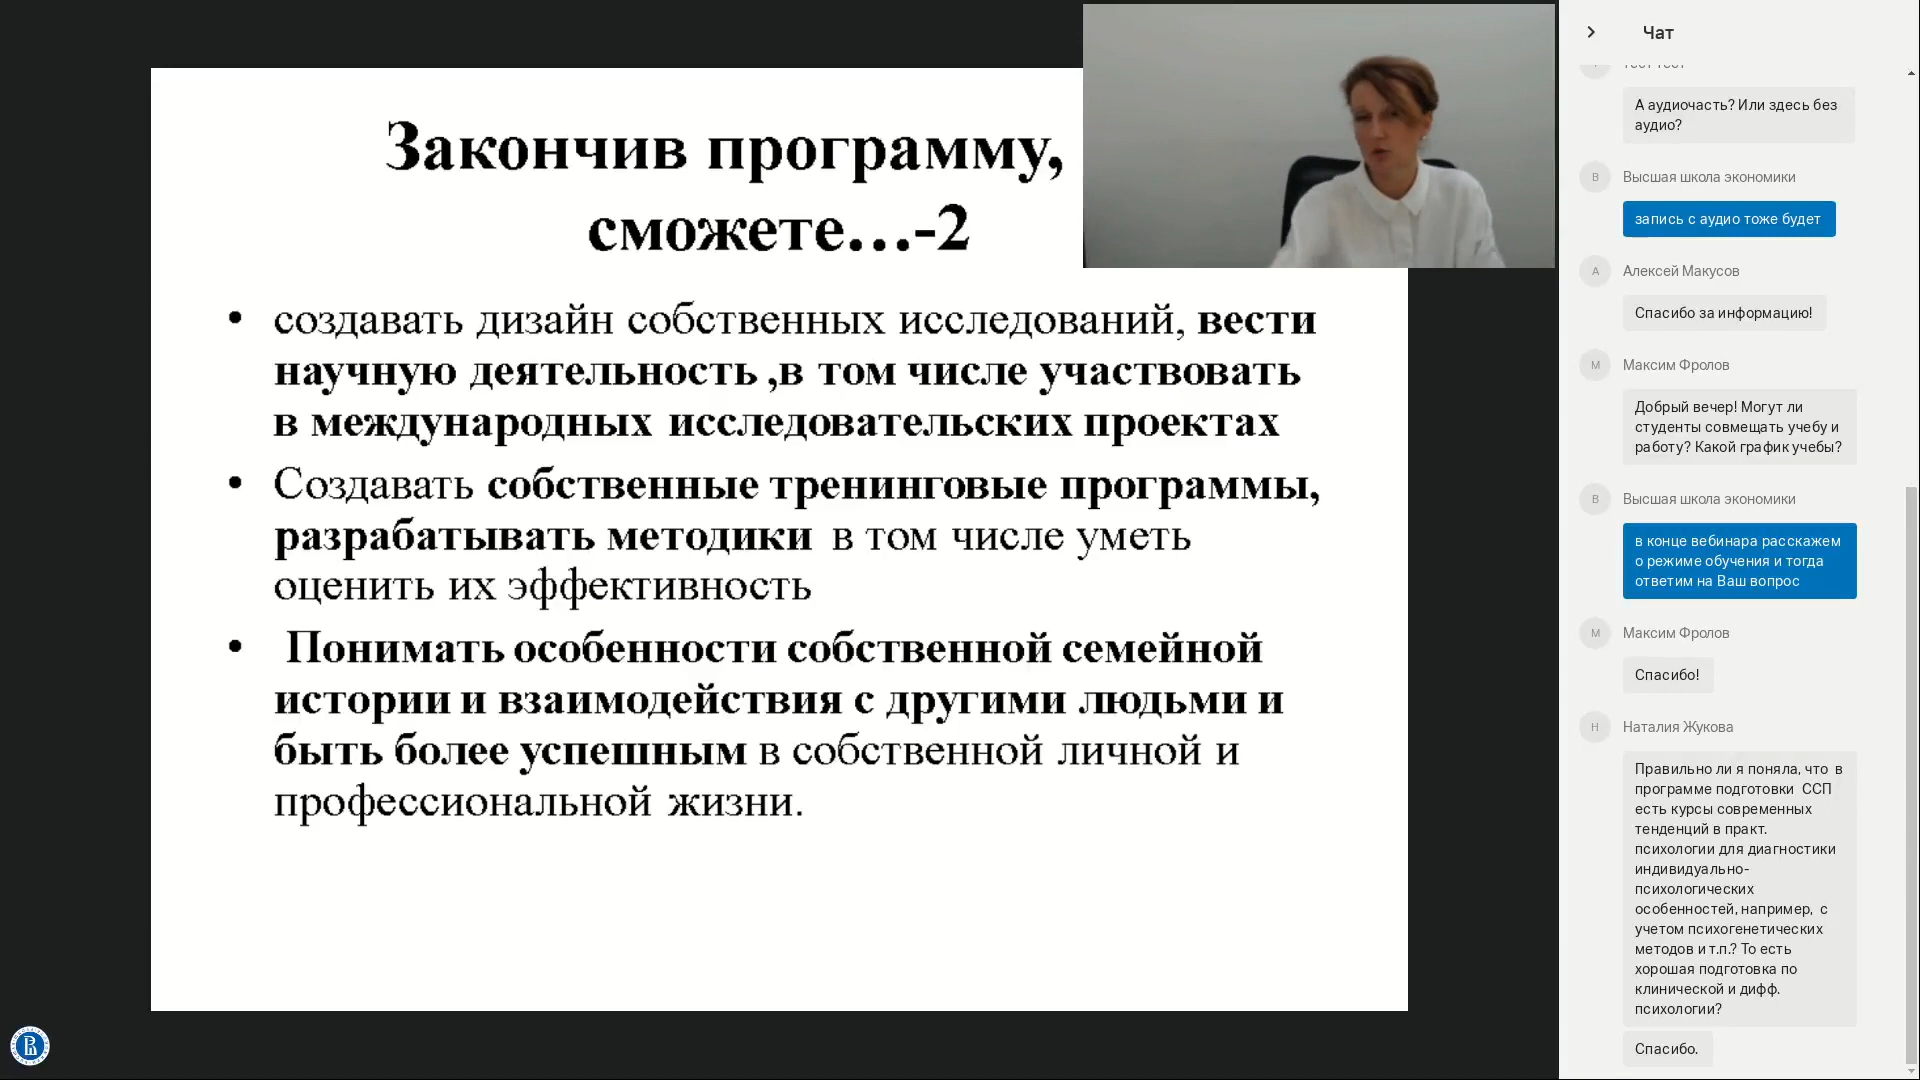 Закончив программу,
сможете…-2
• создавать дизайн собственных исследований, вести
научную деятельность ,в том числе участвовать
в международных исследовательских проектах
• Создавать собственные тренинговые программы,
разрабатывать методики в том числе уметь
оценить их эффективность
• Понимать особенности собственной семейной
истории и взаимодействия с другими людьми и
быть более успешным в собственной личной и
профессиональной жизни.
Чат
А аудиочасть? Или здесь без
аудио?
В
Высшая школа экономики
запись с аудио тоже будет
А
Алексей Макусов
Спасибо за информацию!
М
Максим Фролов
Добрый вечер! Могут ли
студенты совмещать учебу и
работу? Какой график учебы?
В
Высшая школа экономики
в конце вебинара расскажем
о режиме обучения и тогда
ответим на Ваш вопрос
М
Максим Фролов
Спасибо!
Н
Наталия Жукова
Правильно ли я поняла, что в
программе подготовки ССП
есть курсы современных
тенденций в практ.
психологии для диагностики
индивидуально-
психологических
особенностей, например, с
учетом психогенетических
методов и т.п.? То есть
хорошая подготовка по
клинической и дифф.
психологии?
Спасибо.